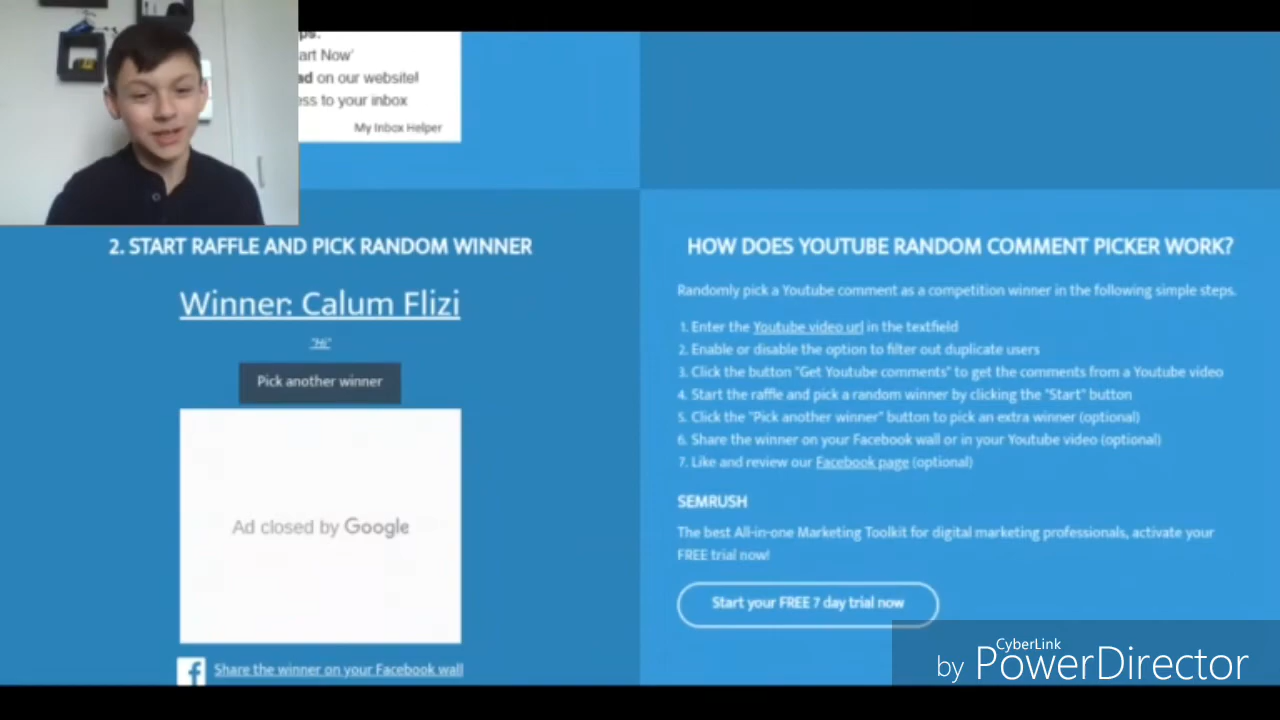 art Now'
ad on our website!
ess to your inbox
My Inbox Helper
2. START RAFFLE AND PICK RANDOM WINNER
Winner: Calum Flizi
"Hi"
Pick another winner
Ad closed by Google
Share the winner on your Facebook wall
HOW DOES YOUTUBE RANDOM COMMENT PICKER WORK?
Randomly pick a Youtube comment as a competition winner in the following simple steps.
1. Enter the Youtube video url in the textfield
2. Enable or disable the option to filter out duplicate users
3. Click the button "Get Youtube comments" to get the comments from a Youtube video
4. Start the raffle and pick a random winner by clicking the "Start" button
5. Click the "Pick another winner" button to pick an extra winner (optional)
6. Share the winner on your Facebook wall or in your Youtube video (optional)
7. Like and review our Facebook page (optional)
SEMRUSH
The best All-in-one Marketing Toolkit for digital marketing professionals, activate your
FREE trial now!
Start your FREE 7 day trial now
CyberLink
by PowerDirector